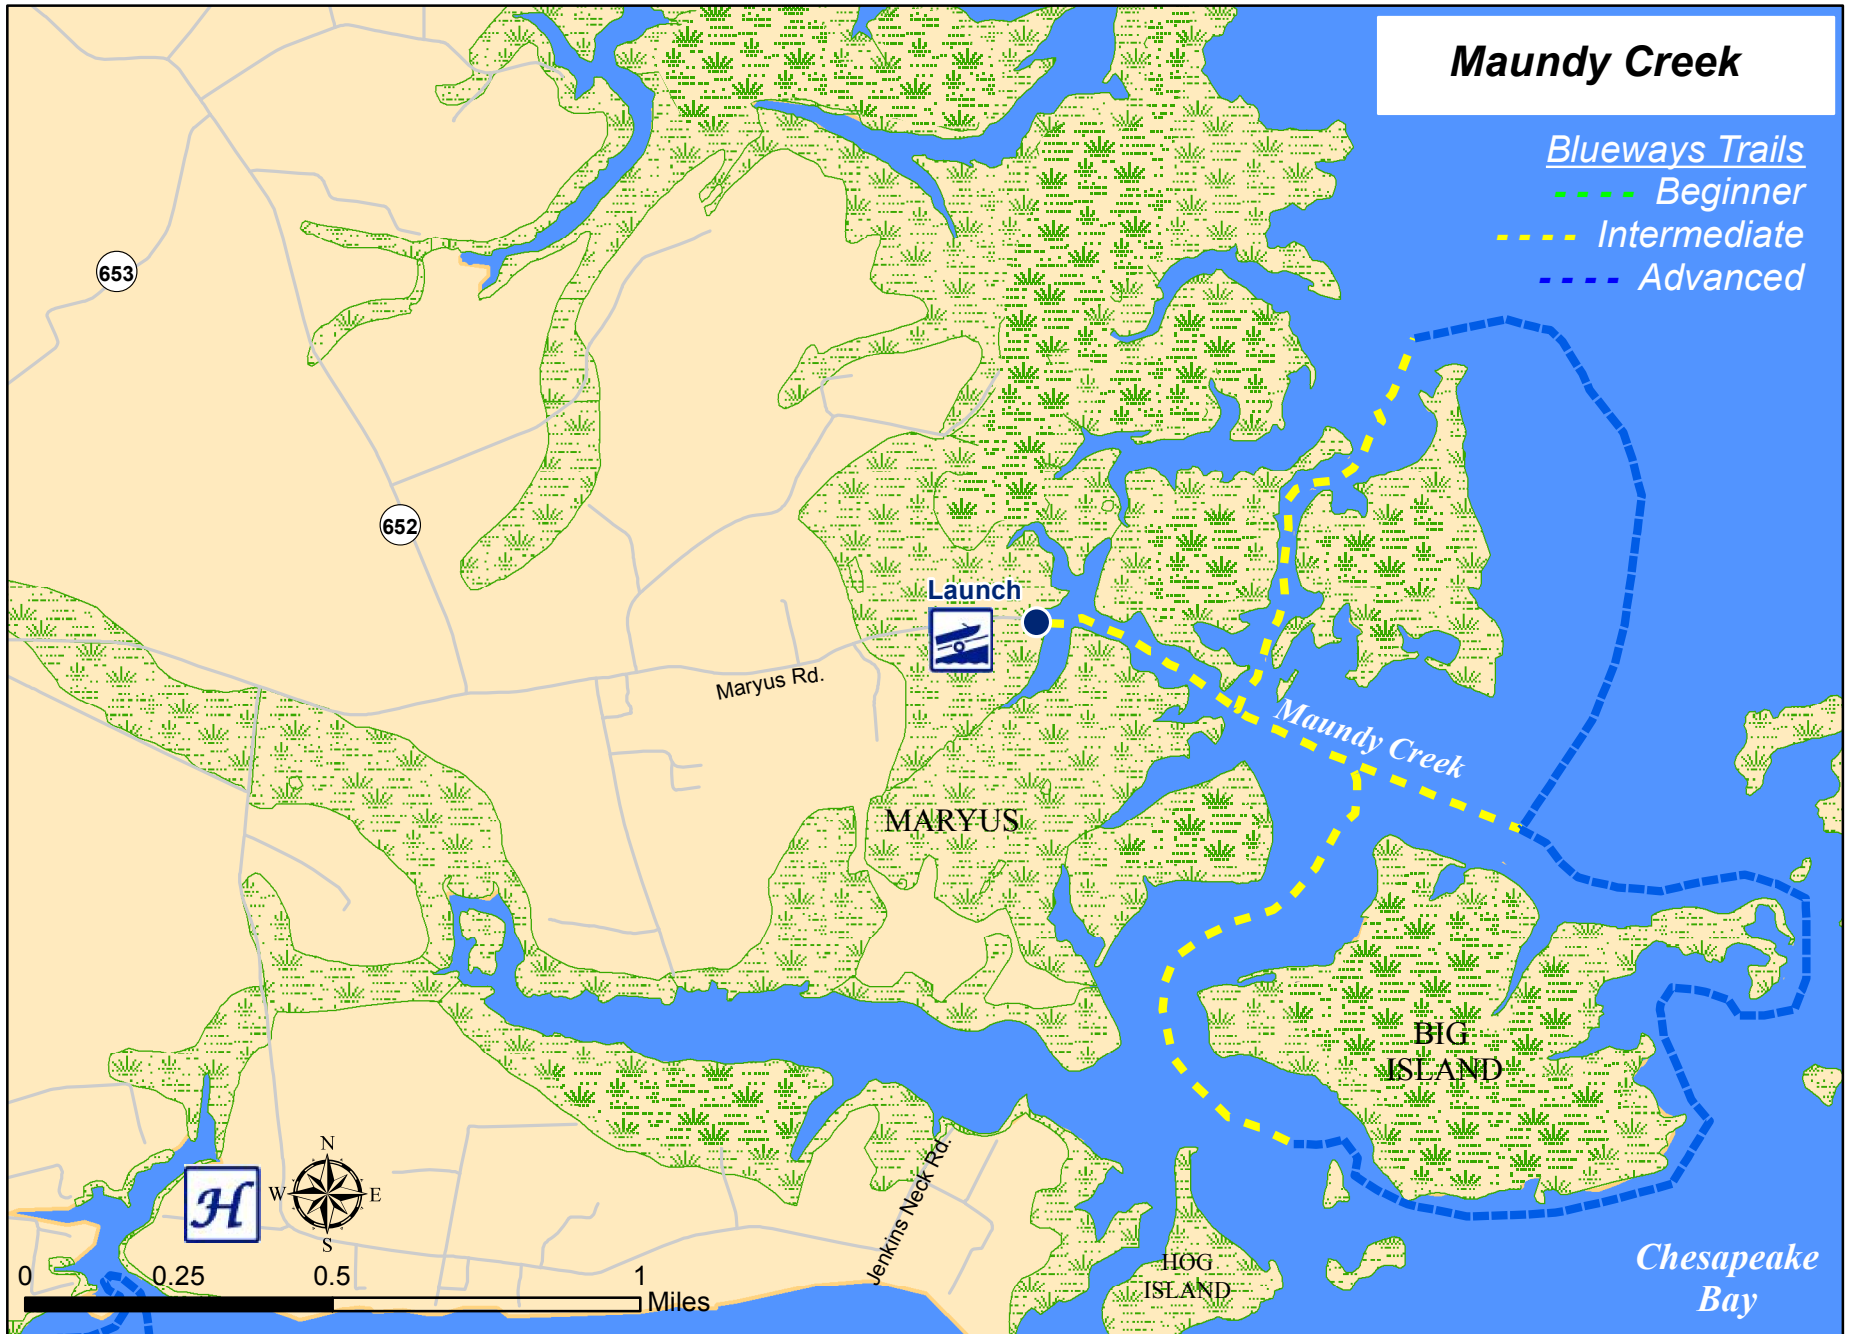 Maundy Creek
Blueways Trails
Beginner
Intermediate
Advanced
653
652
Launch
Maryus Rd.
Maundy Creek
MARYUS
BIG
ISLAND
Jenkins Neck Rd.
H
N
W
E
S
HOG
ISLAND
Chesapeake
Bay
0
0.25
0.5
1
Miles